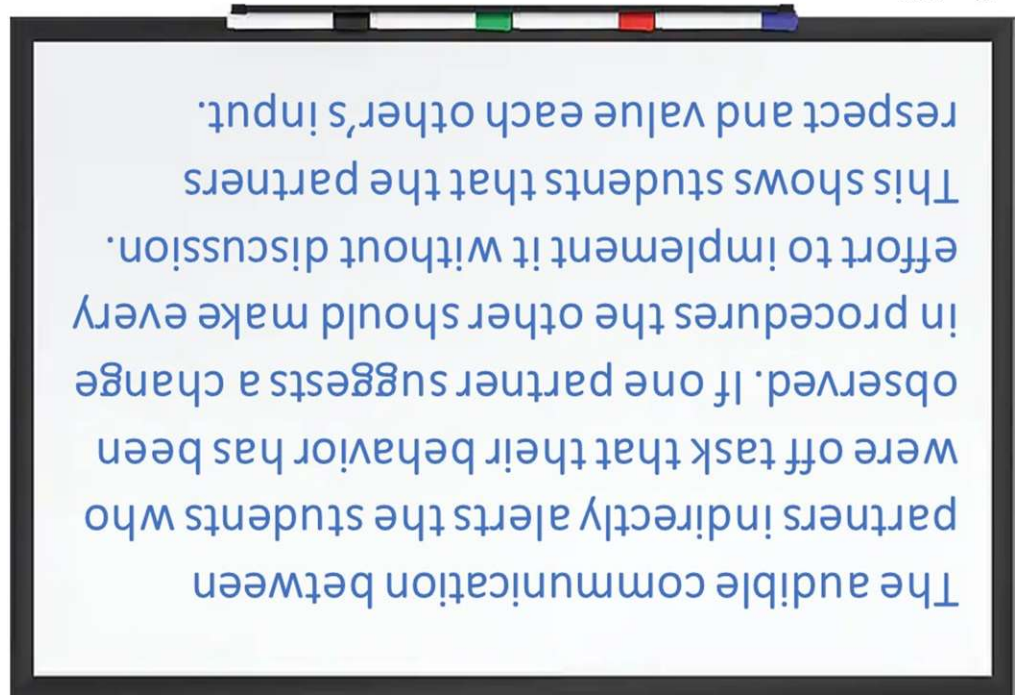 The audible communication between
partners indirectly alerts the students who
were off task that their behavior has been
observed. If one partner suggests a change
in procedures the other should make every
effort to implement it without discussion.
This shows students that the partners
respect and value each other's input.